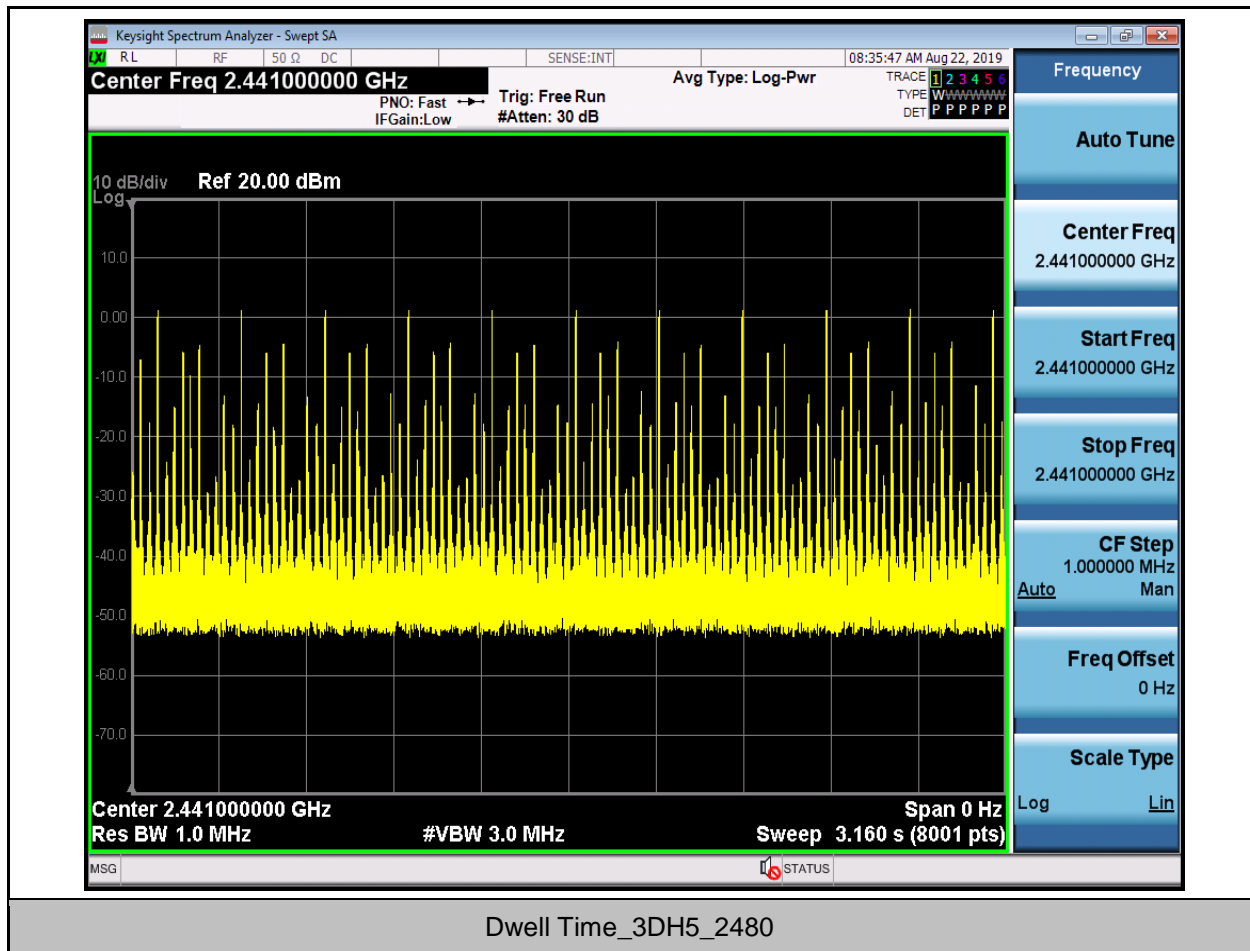 Keysight Spectrum Analyzer - Swept SA
LXI RL RF 50 Ω DC SENSE:INT 08:35:47 AM Aug 22, 2019
Center Freq 2.441000000 GHz
Avg Type: Log-Pwr
TRACE 1 2 3 4 5 6
TYPE WWWWWW
DET P P P P P P
PNO: Fast
IFGain:Low
Trig: Free Run
#Atten: 30 dB
10 dB/div Ref 20.00 dBm
Log
10.0
0.00
-10.0
-20.0
-30.0
-40.0
-50.0
-60.0
-70.0
Center 2.441000000 GHz Span 0 Hz
Res BW 1.0 MHz #VBW 3.0 MHz Sweep 3.160 s (8001 pts)
MSG STATUS
Frequency
Auto Tune
Center Freq
2.441000000 GHz
Start Freq
2.441000000 GHz
Stop Freq
2.441000000 GHz
CF Step
1.000000 MHz
Auto Man
Freq Offset
0 Hz
Scale Type
Log Lin
Dwell Time_3DH5_2480